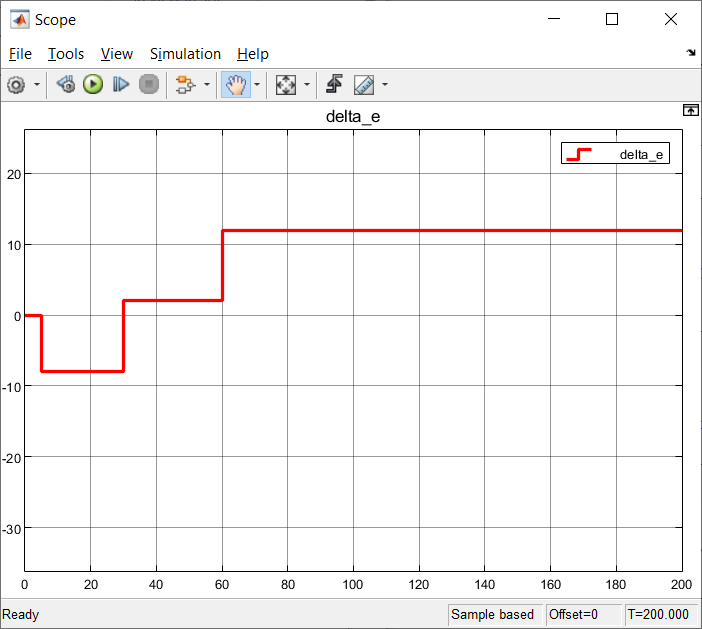 Scope
File Tools View Simulation Help
delta_e
delta_e
20
10
0
-10
-20
-30
0 20 40 60 80 100 120 140 160 180 200
Ready Sample based Offset=0 T=200.000